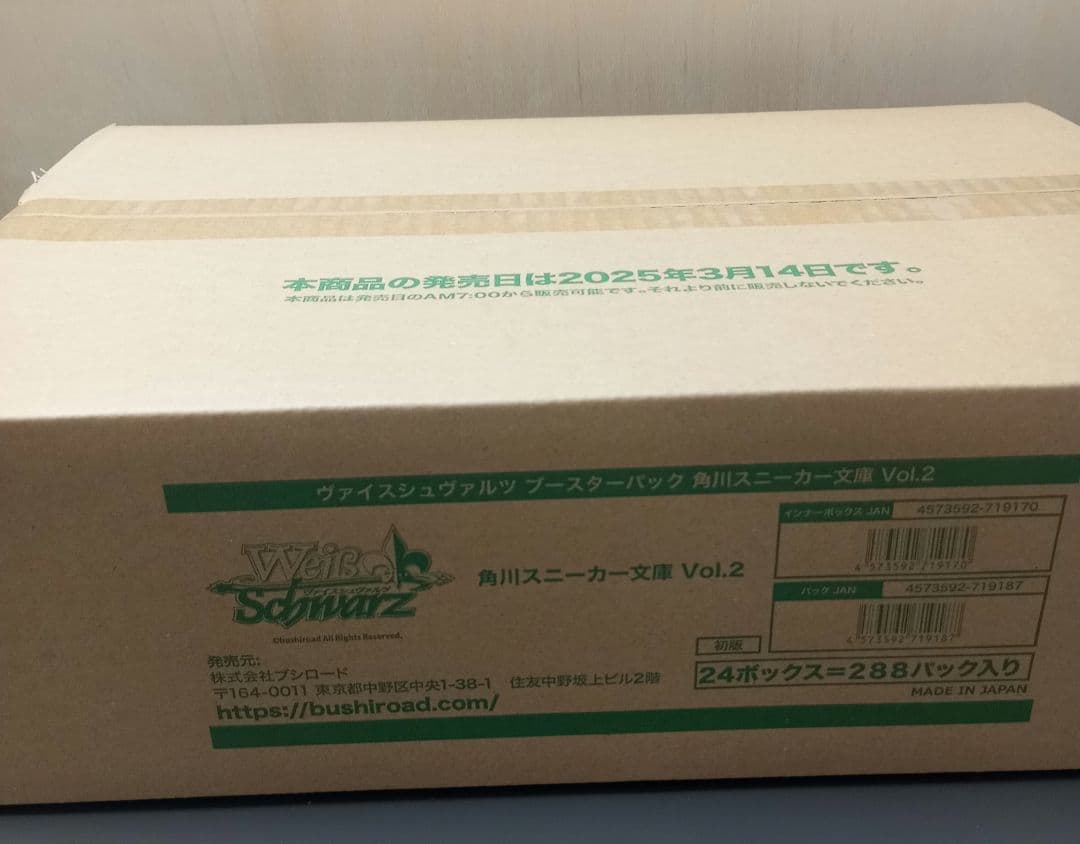 本商品の発売日は2025年3月14日です。
本商品は発売日のAM7:00から販売可能です。それより前に販売しないでください。
ヴァイスシュヴァルツ ブースターパック 角川スニーカー文庫 Vol.2
Weiß
ヴァイスシュヴァルツ
Schwarz
©bushiroad All Rights Reserved.
角川スニーカー文庫 Vol.2
インナーボックス JAN 4573592-719170
4 573592 719170
パック JAN 4573592-719187
4 573592 719187
初版
24ボックス=288パック入り
MADE IN JAPAN
発売元:
株式会社ブシロード
〒164-0011 東京都中野区中央1-38-1 住友中野坂上ビル2階
https://bushiroad.com/